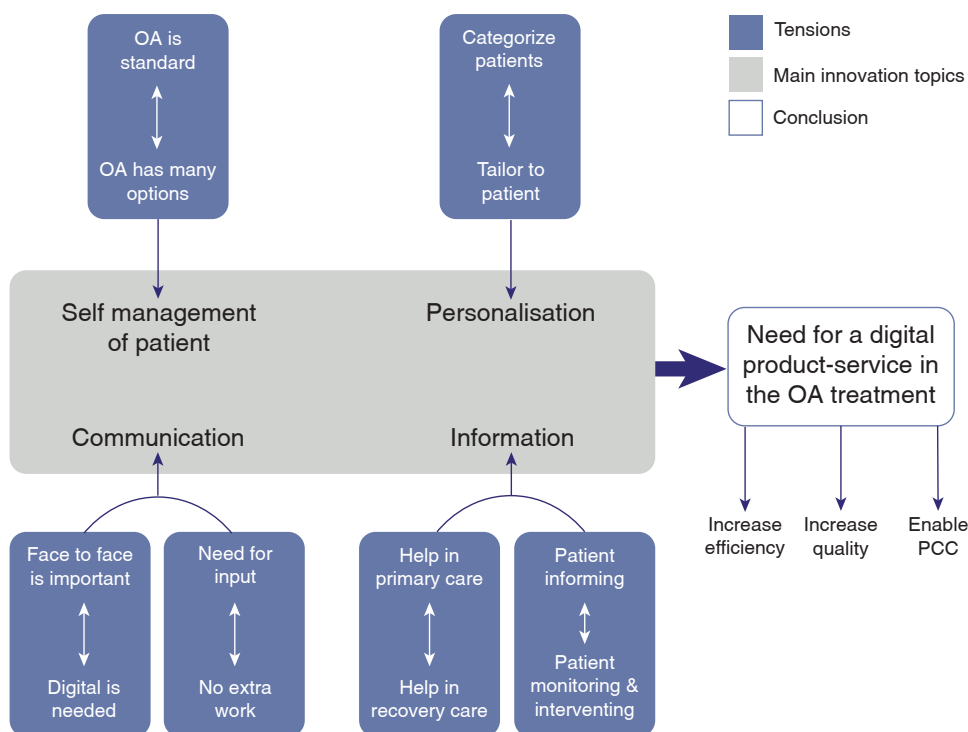 OA is
standard
OA has many
options
Categorize
patients
Tailor to
patient
Tensions
Main innovation topics
Conclusion
Self management
of patient
Personalisation
Communication
Information
Need for a digital
product-service in
the OA treatment
Increase
efficiency
Increase
quality
Enable
PCC
Face to face
is important
Digital is
needed
Need for
input
No extra
work
Help in
primary care
Help in
recovery care
Patient
informing
Patient
monitoring &
intervening